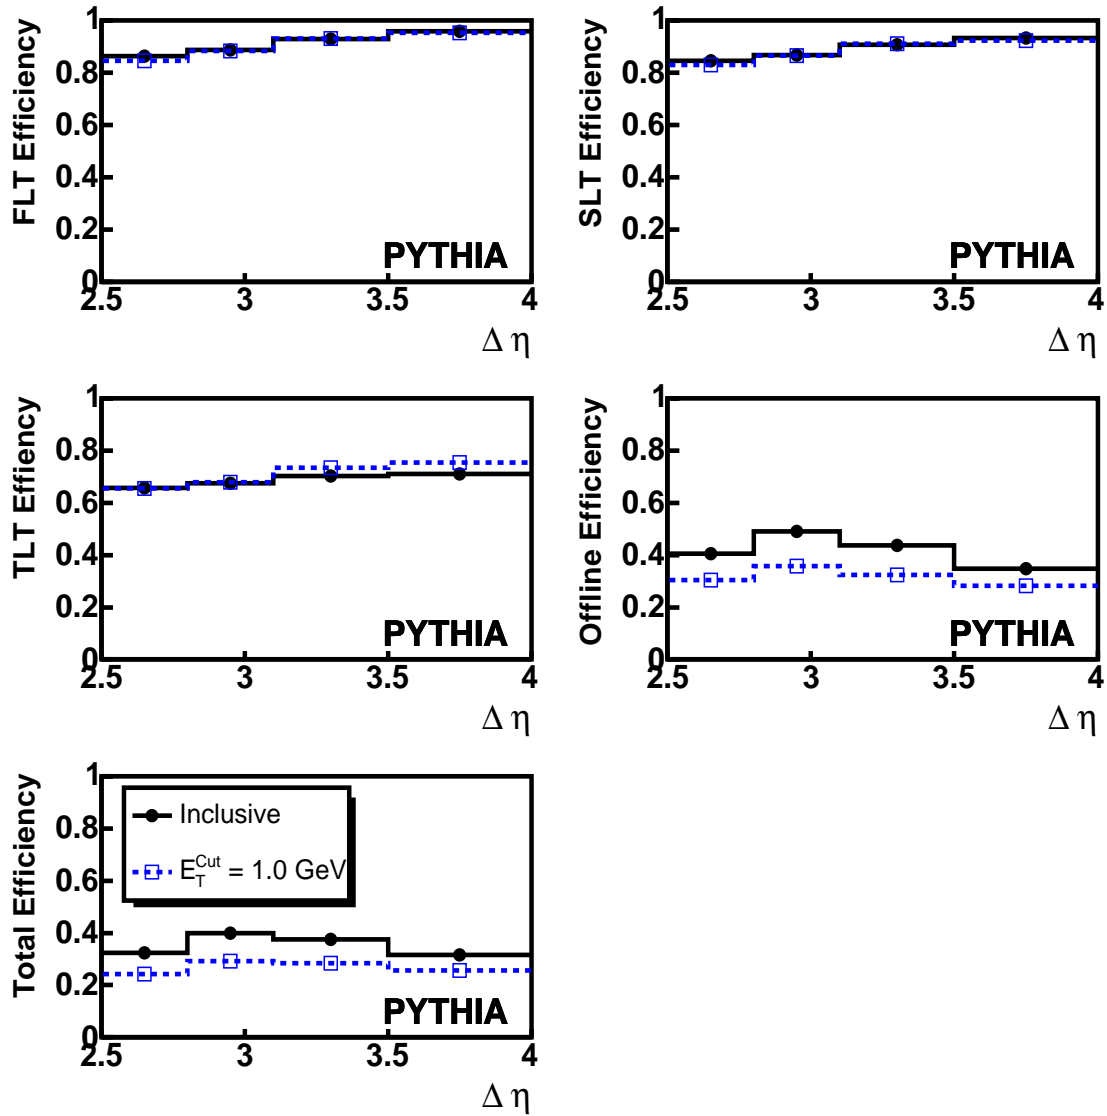 FLT Efficiency
1
0.8
0.6
0.4
0.2
0
PYTHIA
2.5 3 3.5 4
Δ η
SLT Efficiency
1
0.8
0.6
0.4
0.2
0
PYTHIA
2.5 3 3.5 4
Δ η
TLT Effiency
1
0.8
0.6
0.4
0.2
0
PYTHIA
2.5 3 3.5 4
Δ η
Offline Efficiency
1
0.8
0.6
0.4
0.2
0
PYTHIA
2.5 3 3.5 4
Δ η
Total Efficiency
1
0.8
0.6
0.4
0.2
0
Inclusive
E_T^Cut = 1.0 GeV
PYTHIA
2.5 3 3.5 4
Δ η